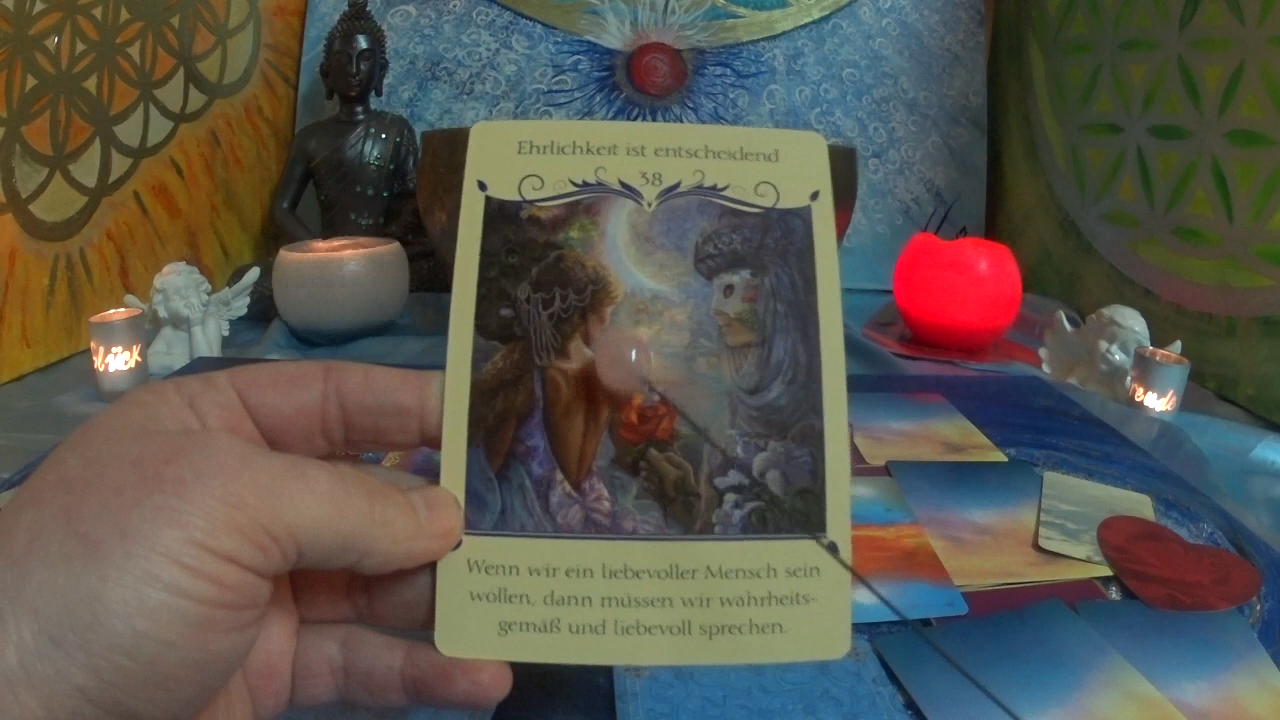 Ehrlichkeit ist entscheidend
38
Wenn wir ein liebevoller Mensch sein
wollen, dann müssen wir wahrheits-
gemäß und liebevoll sprechen.
Glück